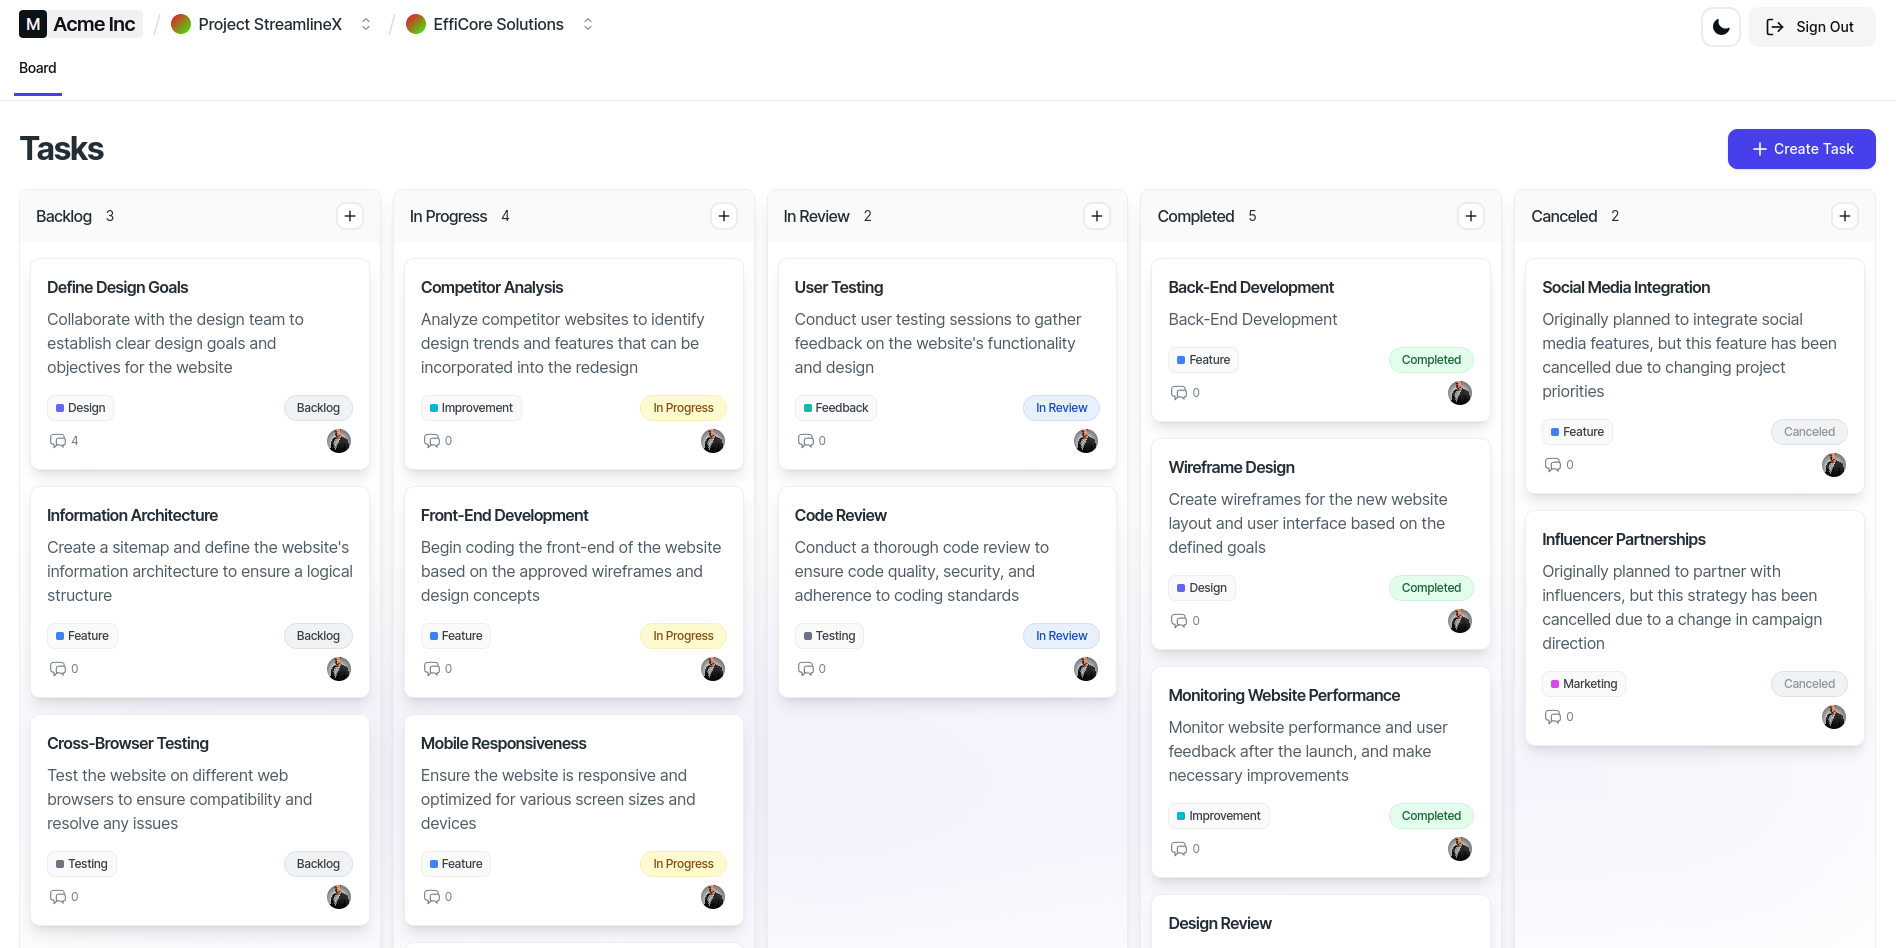 M Acme Inc / Project StreamlineX / EffiCore Solutions
Sign Out
Board
Tasks
+ Create Task
Backlog 3
Define Design Goals
Collaborate with the design team to
establish clear design goals and
objectives for the website
Design Backlog
4
Information Architecture
Create a sitemap and define the website's
information architecture to ensure a logical
structure
Feature Backlog
0
Cross-Browser Testing
Test the website on different web
browsers to ensure compatibility and
resolve any issues
Testing Backlog
0
In Progress 4
Competitor Analysis
Analyze competitor websites to identify
design trends and features that can be
incorporated into the redesign
Improvement In Progress
0
Front-End Development
Begin coding the front-end of the website
based on the approved wireframes and
design concepts
Feature In Progress
0
Mobile Responsiveness
Ensure the website is responsive and
optimized for various screen sizes and
devices
Feature In Progress
0
In Review 2
User Testing
Conduct user testing sessions to gather
feedback on the website's functionality
and design
Feedback In Review
0
Code Review
Conduct a thorough code review to
ensure code quality, security, and
adherence to coding standards
Testing In Review
0
Completed 5
Back-End Development
Back-End Development
Feature Completed
0
Wireframe Design
Create wireframes for the new website
layout and user interface based on the
defined goals
Design Completed
0
Monitoring Website Performance
Monitor website performance and user
feedback after the launch, and make
necessary improvements
Improvement Completed
0
Design Review
Canceled 2
Social Media Integration
Originally planned to integrate social
media features, but this feature has been
cancelled due to changing project
priorities
Feature Canceled
0
Influencer Partnerships
Originally planned to partner with
influencers, but this strategy has been
cancelled due to a change in campaign
direction
Marketing Canceled
0